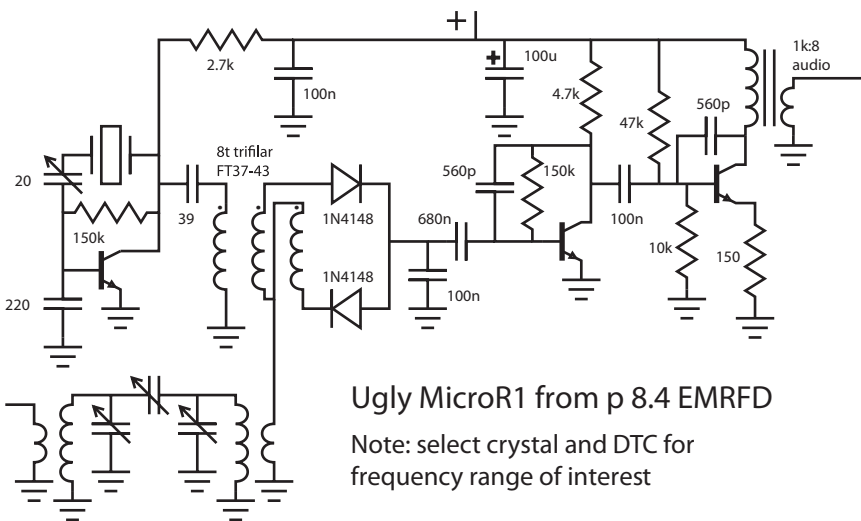 +
2.7k
100n
+
100u
4.7k
47k
560p
1k:8
audio
20
150k
39
8t trifilar
FT37-43
1N4148
1N4148
680n
100n
560p
150k
100n
10k
150
220
Ugly MicroR1 from p 8.4 EMRFD
Note: select crystal and DTC for
frequency range of interest